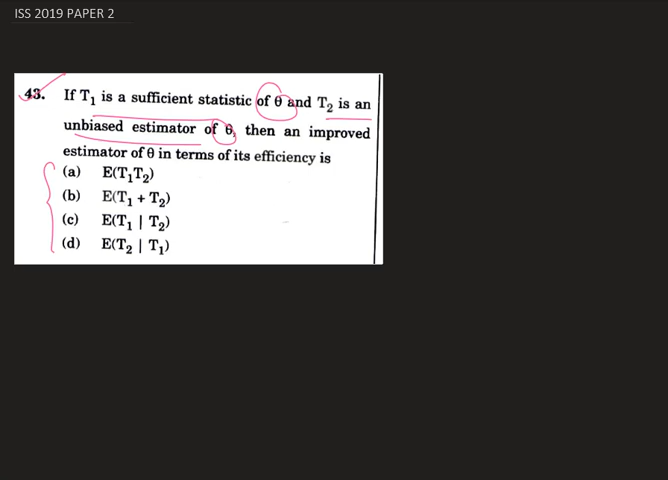 ISS 2019 PAPER 2
43. If T₁ is a sufficient statistic of θ and T₂ is an
unbiased estimator of θ, then an improved
estimator of θ in terms of its efficiency is
(a) E(T₁T₂)
(b) E(T₁ + T₂)
(c) E(T₁ | T₂)
(d) E(T₂ | T₁)